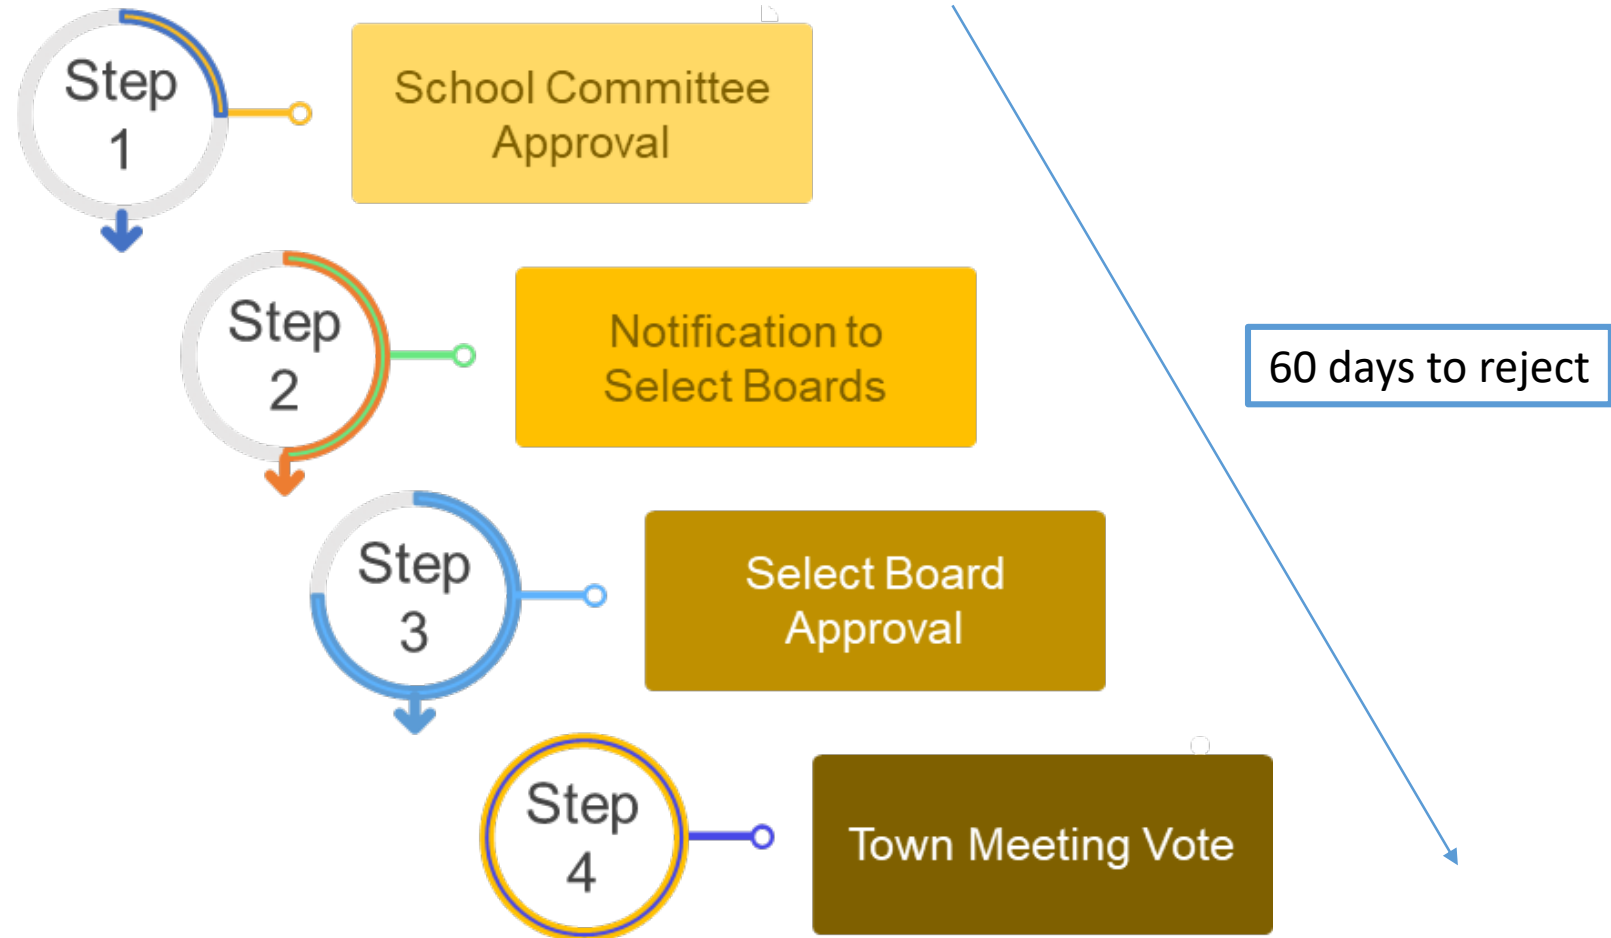 Step
1
School Committee
Approval
Step
2
Notification to
Select Boards
60 days to reject
Step
3
Select Board
Approval
Step
4
Town Meeting Vote